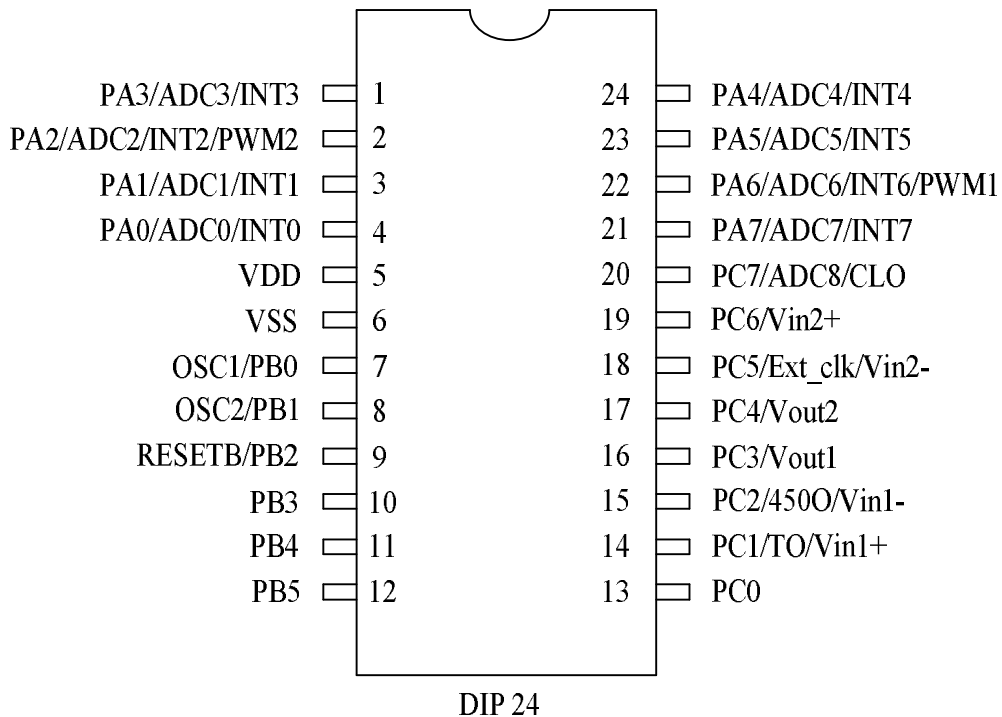 PA3/ADC3/INT3 1 24 PA4/ADC4/INT4
PA2/ADC2/INT2/PWM2 2 23 PA5/ADC5/INT5
PA1/ADC1/INT1 3 22 PA6/ADC6/INT6/PWM1
PA0/ADC0/INT0 4 21 PA7/ADC7/INT7
VDD 5 20 PC7/ADC8/CLO
VSS 6 19 PC6/Vin2+
OSC1/PB0 7 18 PC5/Ext_clk/Vin2-
OSC2/PB1 8 17 PC4/Vout2
RESETB/PB2 9 16 PC3/Vout1
PB3 10 15 PC2/450O/Vin1-
PB4 11 14 PC1/TO/Vin1+
PB5 12 13 PC0
DIP 24